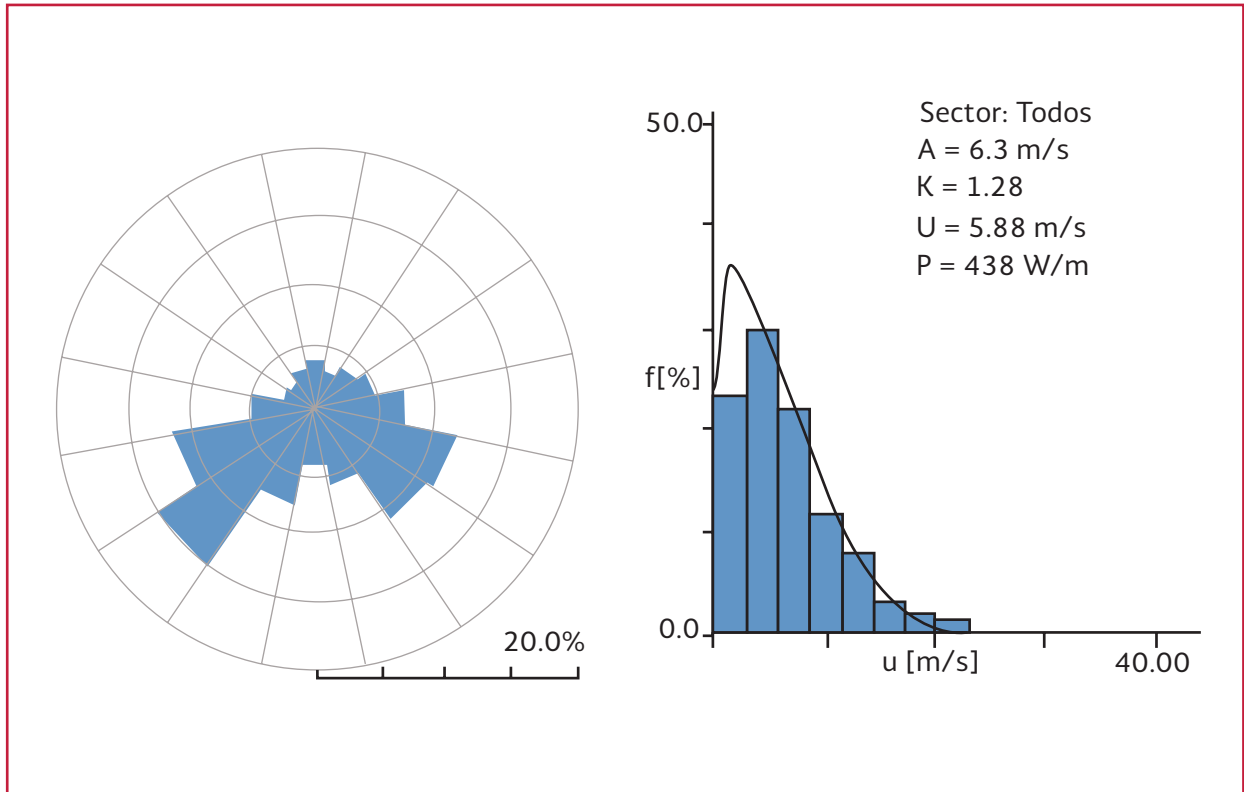 Sector: Todos
A = 6.3 m/s
K = 1.28
U = 5.88 m/s
P = 438 W/m
50.0
f[%]
0.0
u [m/s]
40.00
20.0%